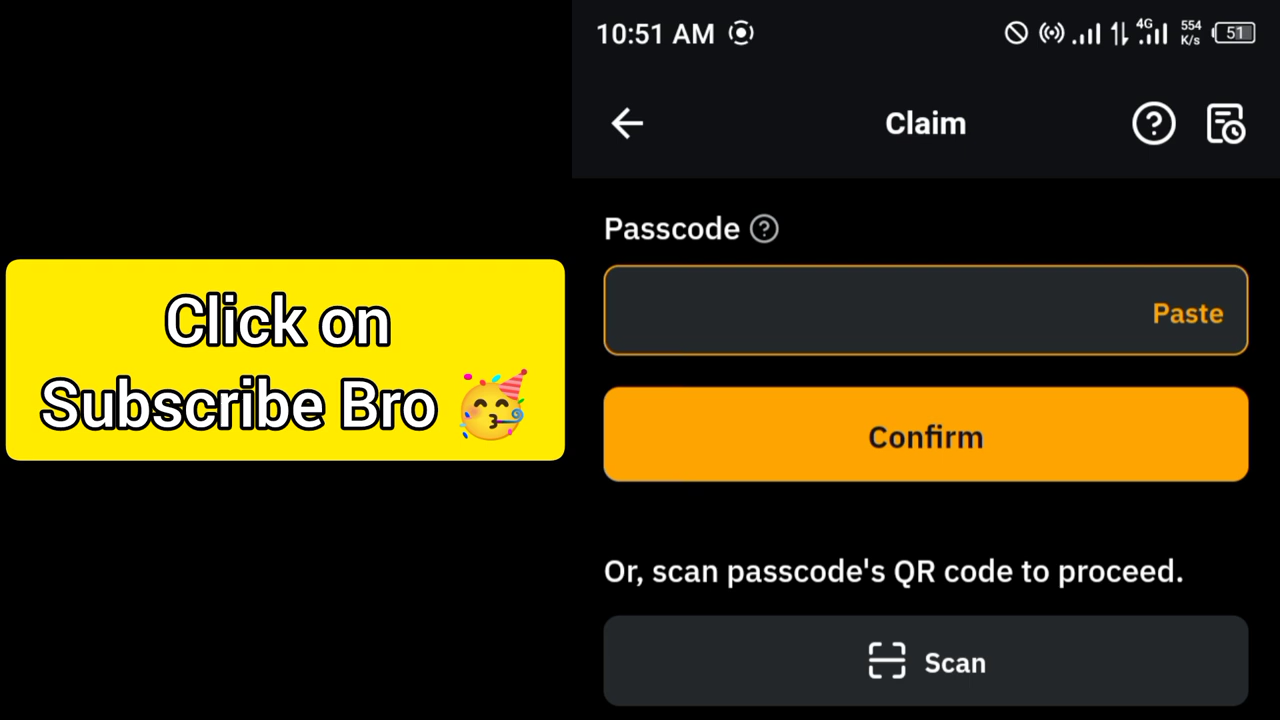 10:51 AM 4G 554 K/s 51
Claim
Passcode
Paste
Click on
Subscribe Bro 🥳
Confirm
Or, scan passcode's QR code to proceed.
Scan